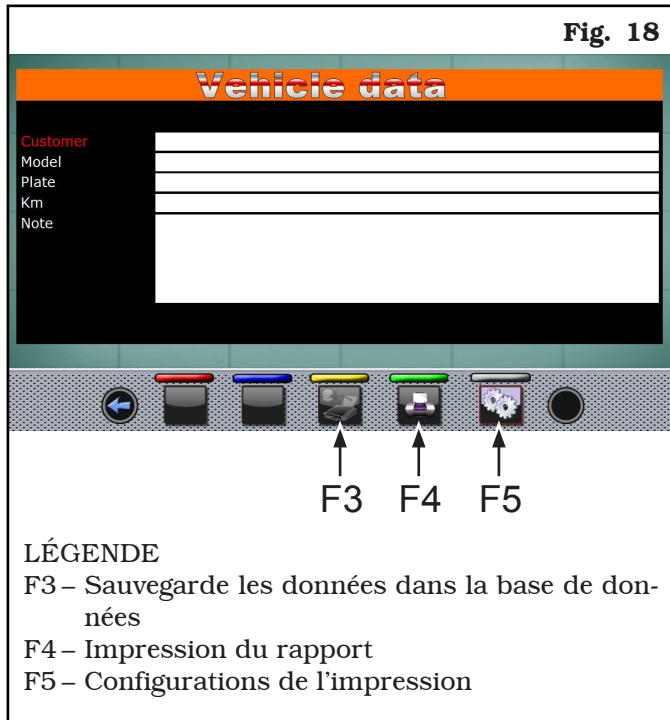 Fig. 18
Vehicle data
Customer
Model
Plate
Km
Note
F3 F4 F5
LÉGENDE
F3 – Sauvegarde les données dans la base de don-
nées
F4 – Impression du rapport
F5 – Configurations de l'impression